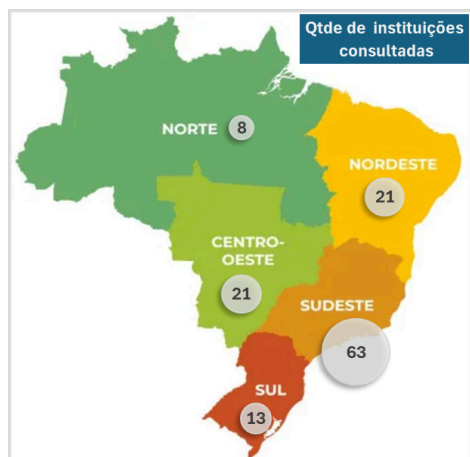 Qtde de instituições
consultadas
NORTE 8
NORDESTE
21
CENTRO-
OESTE
21
SUDESTE
63
SUL
13